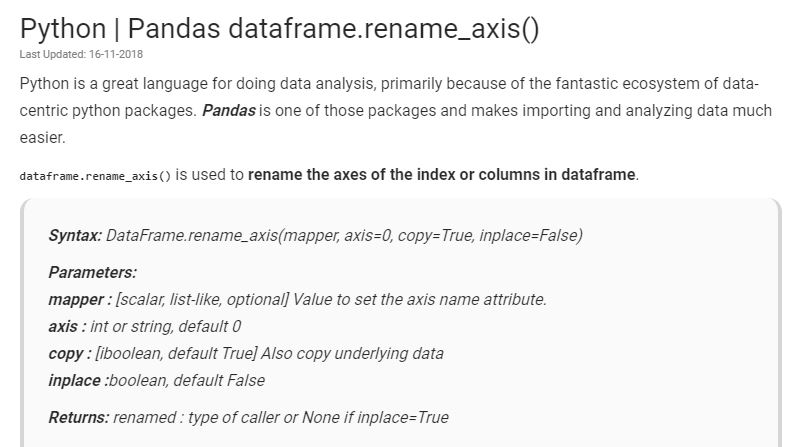 Python | Pandas dataframe.rename_axis()
Last Updated: 16-11-2018
Python is a great language for doing data analysis, primarily because of the fantastic ecosystem of data-
centric python packages. Pandas is one of those packages and makes importing and analyzing data much
easier.
dataframe.rename_axis() is used to rename the axes of the index or columns in dataframe.
Syntax: DataFrame.rename_axis(mapper, axis=0, copy=True, inplace=False)
Parameters:
mapper : [scalar, list-like, optional] Value to set the axis name attribute.
axis : int or string, default 0
copy : [iboolean, default True] Also copy underlying data
inplace :boolean, default False
Returns: renamed : type of caller or None if inplace=True